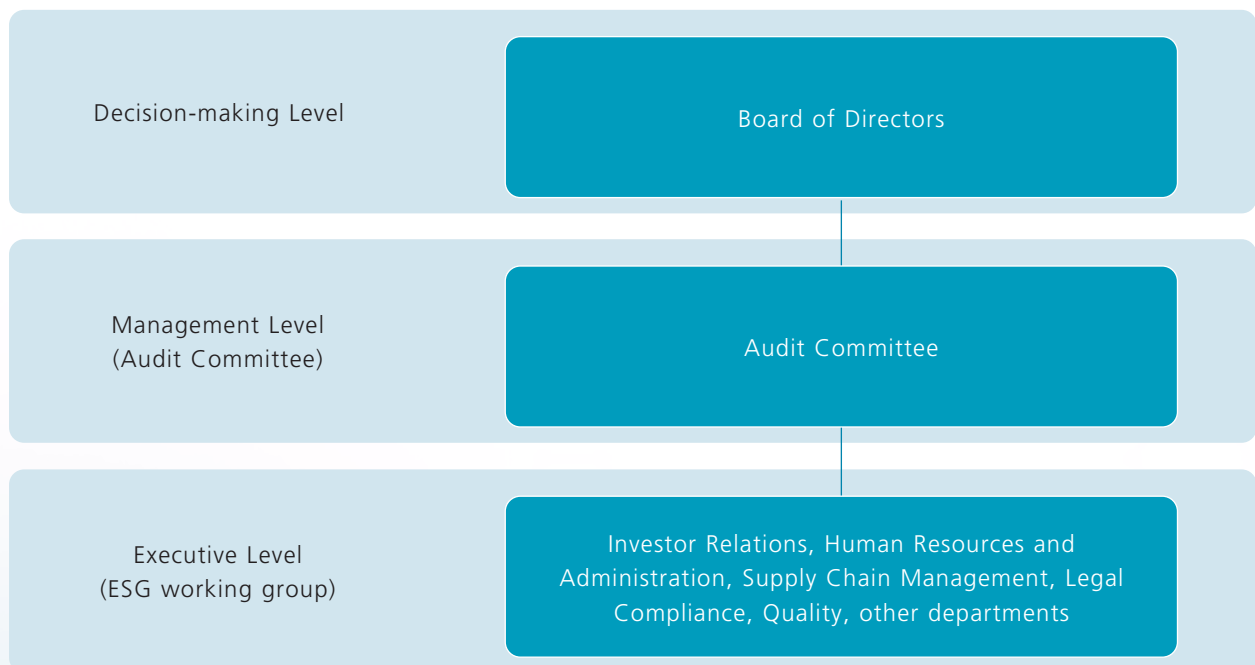 Decision-making Level
Board of Directors
Management Level
(Audit Committee)
Audit Committee
Executive Level
(ESG working group)
Investor Relations, Human Resources and
Administration, Supply Chain Management, Legal
Compliance, Quality, other departments